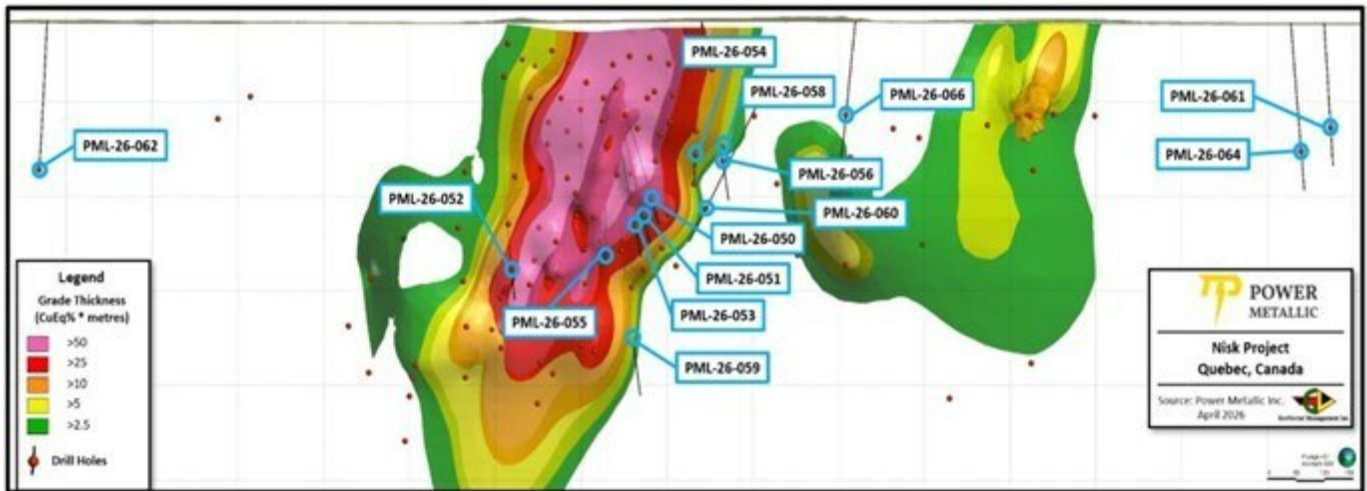 PML-26-054
PML-26-058
PML-26-066
PML-26-061
PML-26-062
PML-26-064
PML-26-056
PML-26-052
PML-26-060
PML-26-050
PML-26-051
PML-26-053
PML-26-055
PML-26-059
Legend
Grade Thickness
(CuEq% * metres)
>50
>25
>10
>5
>2.5
Drill Holes
POWER
METALLIC
Nisk Project
Quebec, Canada
Source: Power Metallic Inc.
April 2026